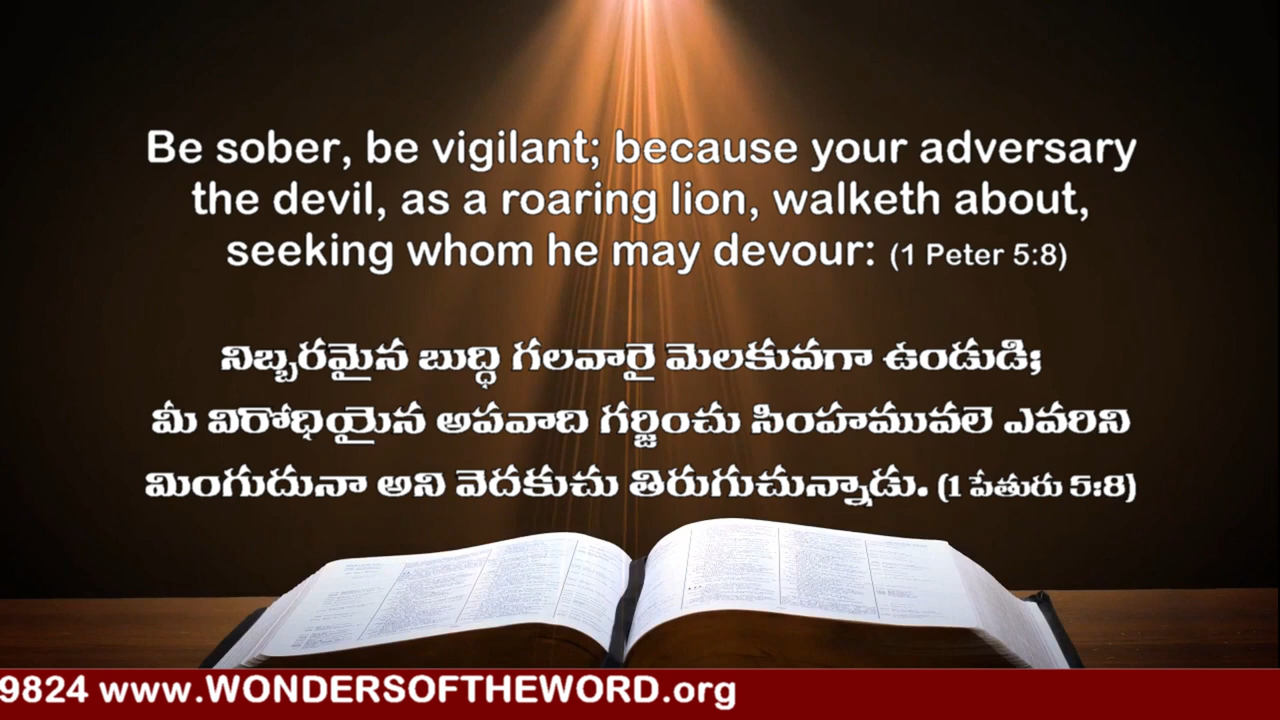 Be sober, be vigilant; because your adversary
the devil, as a roaring lion, walketh about,
seeking whom he may devour: (1 Peter 5:8)
నిబ్బరమైన బుద్ధి గలవారై మెలకువగా ఉండుడి;
మీ విరోధియైన అపవాది గర్జించు సింహమువలె ఎవరిని
మింగుదునా అని వెదకుచు తిరుగుచున్నాడు. (1 పేతురు 5:8)
9824 www.WONDERSOFTHEWORD.org